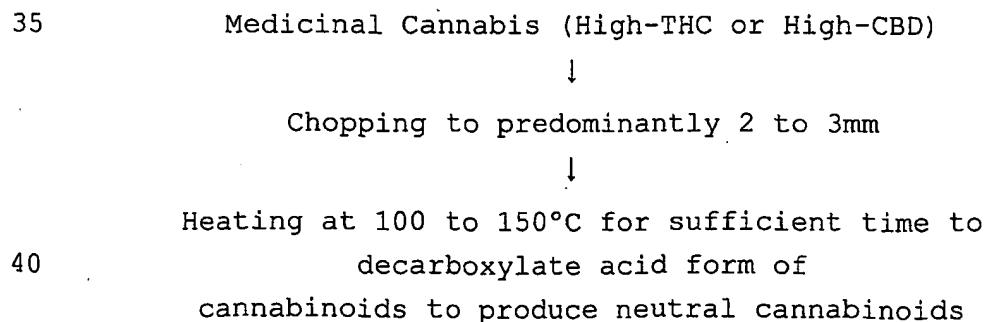 35 Medicinal Cannabis (High-THC or High-CBD)
↓
Chopping to predominantly 2 to 3mm
↓
Heating at 100 to 150°C for sufficient time to
40 decarboxylate acid form of
cannabinoids to produce neutral cannabinoids